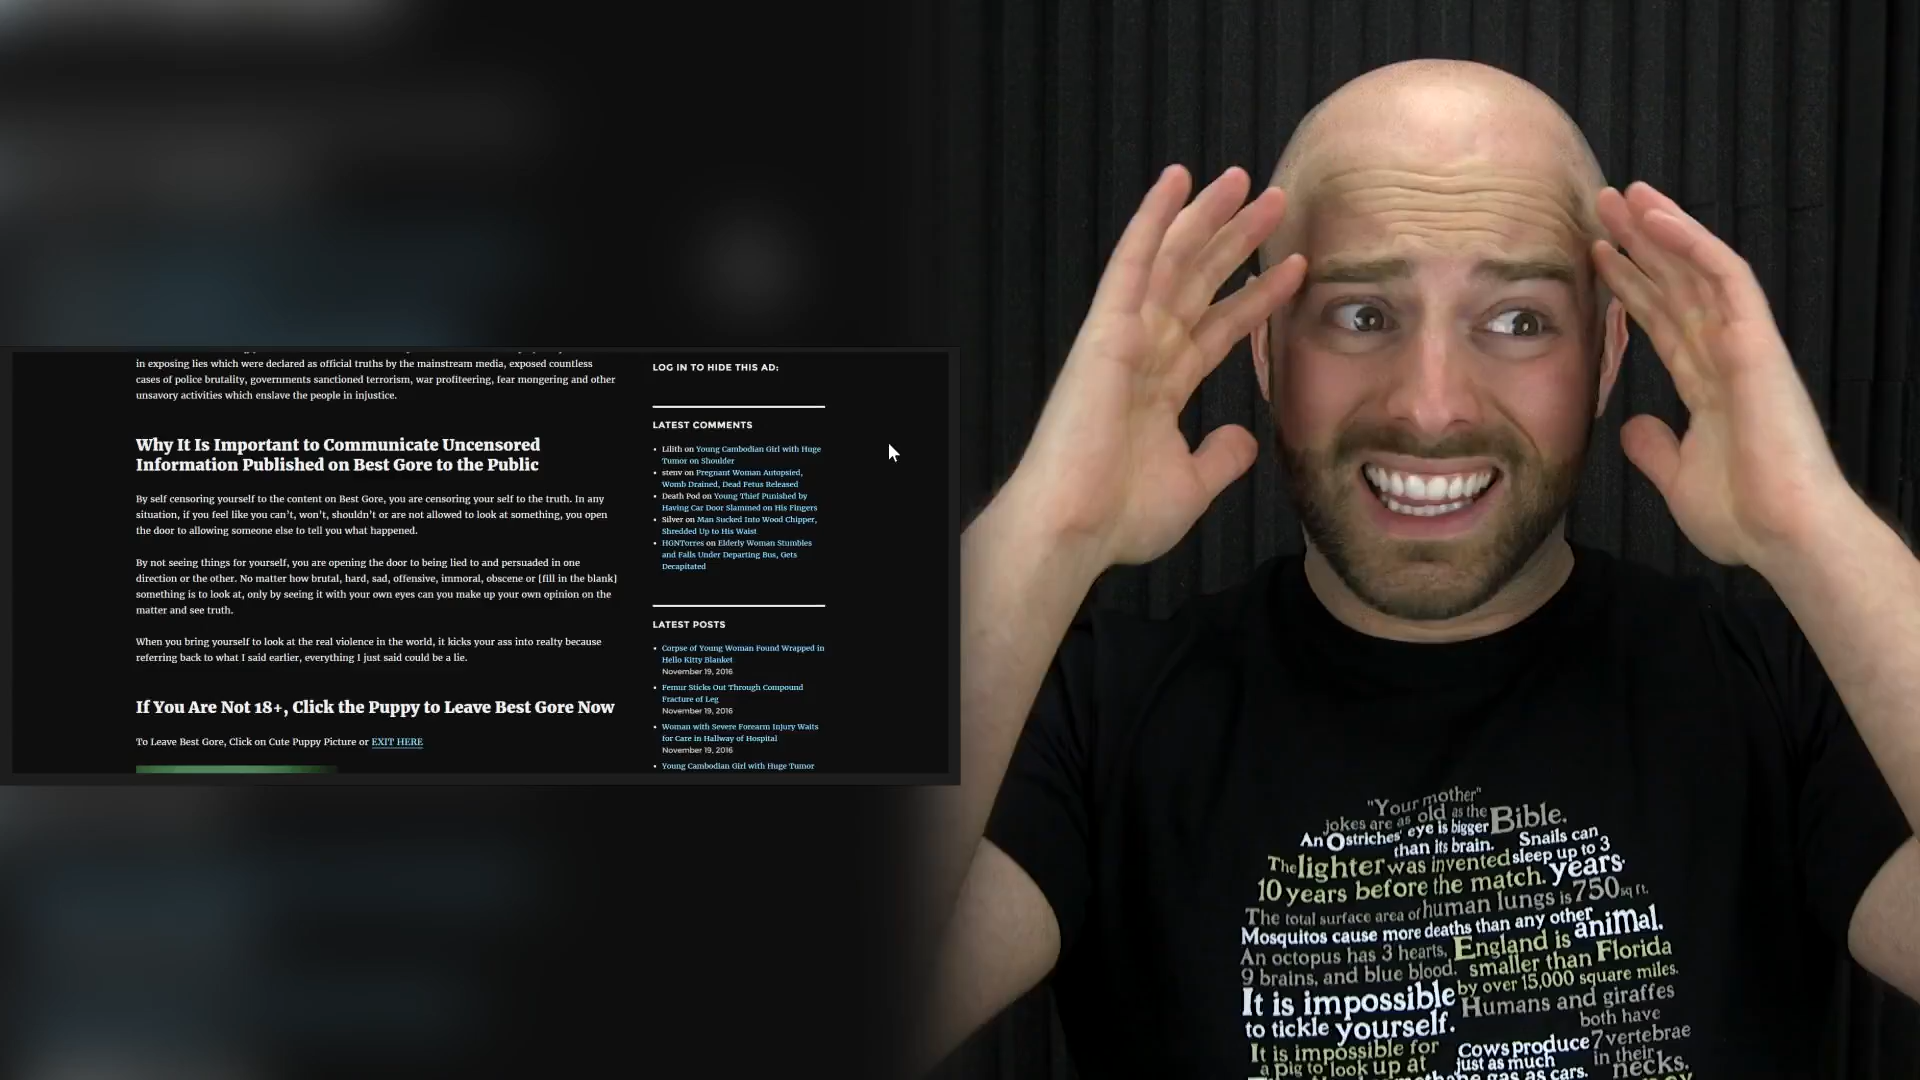 in exposing lies which were declared as official truths by the mainstream media, exposed countless
cases of police brutality, governments sanctioned terrorism, war profiteering, fear mongering and other
unsavory activities which enslave the people in injustice.
Why It Is Important to Communicate Uncensored
Information Published on Best Gore to the Public
By self censoring yourself to the content on Best Gore, you are censoring your self to the truth. In any
situation, if you feel like you can't, won't, shouldn't or are not allowed to look at something, you open
the door to allowing someone else to tell you what happened.
By not seeing things for yourself, you are opening the door to being lied to and persuaded in one
direction or the other. No matter how brutal, hard, sad, offensive, immoral, obscene or [fill in the blank]
something is to look at, only by seeing it with your own eyes can you make up your own opinion on the
matter and see truth.
When you bring yourself to look at the real violence in the world, it kicks your ass into realty because
referring back to what I said earlier, everything I just said could be a lie.
If You Are Not 18+, Click the Puppy to Leave Best Gore Now
To Leave Best Gore, Click on Cute Puppy Picture or EXIT HERE
LOG IN TO HIDE THIS AD:
LATEST COMMENTS
Lilith on Young Cambodian Girl with Huge
Tumor on Shoulder
stenv on Pregnant Woman Autopsied,
Womb Drained, Dead Fetus Released
Death Pod on Young Thief Punished by
Having Car Door Slammed on His Fingers
Silver on Man Sucked Into Wood Chipper,
Shredded Up to His Waist
HGNTorres on Elderly Woman Stumbles
and Falls Under Departing Bus, Gets
Decapitated
LATEST POSTS
Corpse of Young Woman Found Wrapped in
Hello Kitty Blanket
November 19, 2016
Femur Sticks Out Through Compound
Fracture of Leg
November 19, 2016
Woman with Severe Forearm Injury Waits
for Care in Hallway of Hospital
November 19, 2016
Young Cambodian Girl with Huge Tumor
"Your mother"
jokes are as old as the Bible.
An Ostriches' eye is bigger
than its brain.
Snails can
sleep up to 3
years.
The lighter was invented
10 years before the match.
The total surface area of human lungs is 750 sq ft.
Mosquitos cause more deaths than any other animal.
An octopus has 3 hearts,
9 brains, and blue blood.
England is
smaller than Florida
by over 15,000 square miles.
It is impossible
to tickle yourself.
Humans and giraffes
both have
7 vertebrae
in their
necks.
It is impossible for
a pig to look up at
Cows produce
just as much
gas as cars.